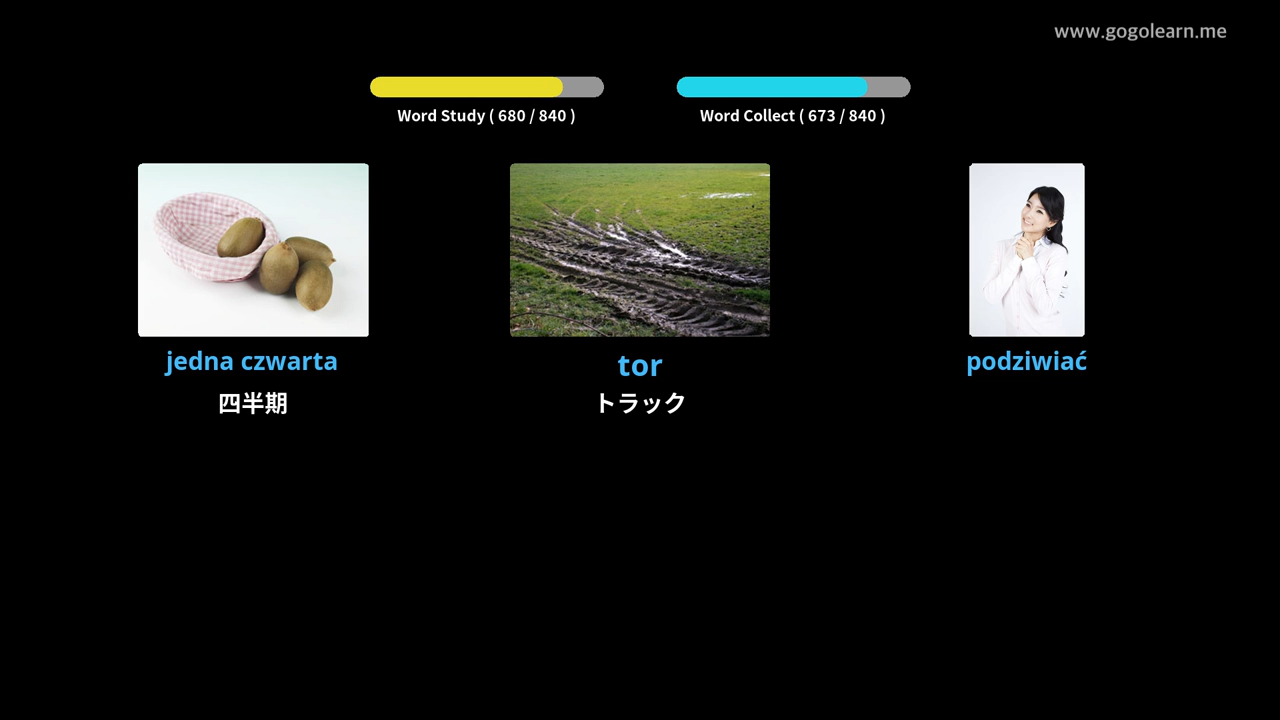 www.gogolearn.me
Word Study ( 680 / 840 )
Word Collect ( 673 / 840 )
jedna czwarta
四半期
tor
トラック
podziwiać